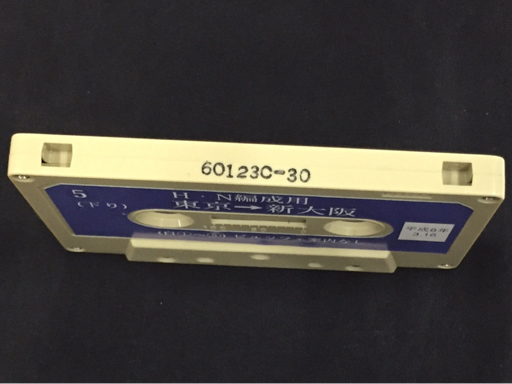 60123C-30
5
(下り)
H、N編成用
東京→新大阪
平成8年
3.16